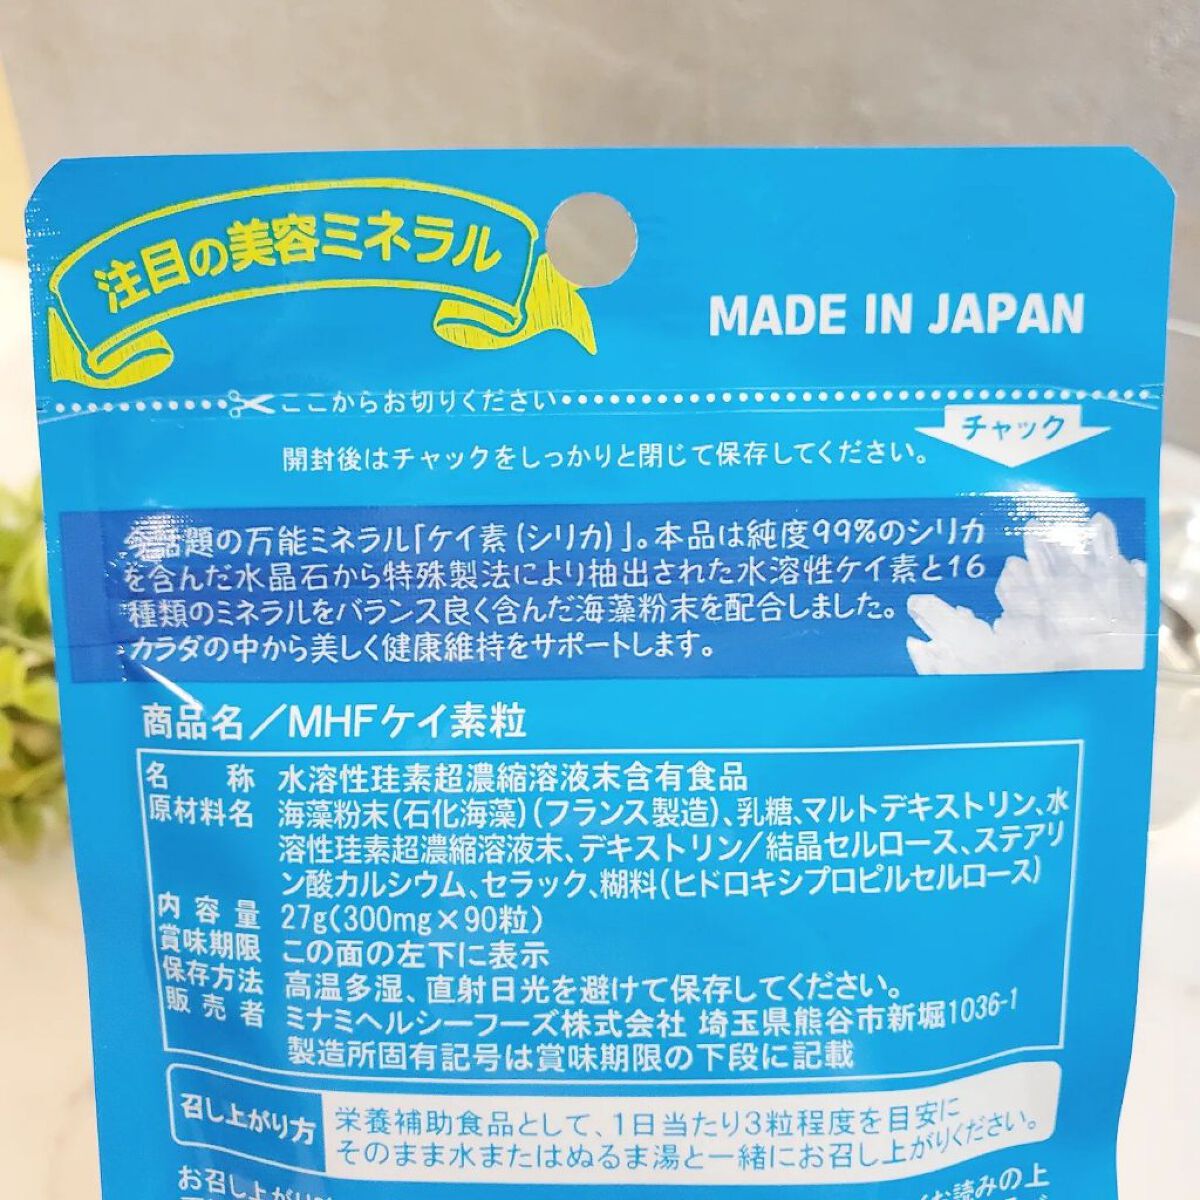 注目の美容ミネラル
MADE IN JAPAN
ここからお切りください
チャック
開封後はチャックをしっかりと閉じて保存してください。
今話題の万能ミネラル「ケイ素(シリカ)」。本品は純度99%のシリカ
を含んだ水晶石から特殊製法により抽出された水溶性ケイ素と16
種類のミネラルをバランス良く含んだ海藻粉末を配合しました。
カラダの中から美しく健康維持をサポートします。
商品名/MHFケイ素粒
名称 水溶性珪素超濃縮溶液末含有食品
原材料名 海藻粉末(石化海藻)(フランス製造)、乳糖、マルトデキストリン、水
溶性珪素超濃縮溶液末、デキストリン/結晶セルロース、ステアリ
ン酸カルシウム、セラック、糊料(ヒドロキシプロピルセルロース)
内容量 27g(300mg×90粒)
賞味期限 この面の左下に表示
保存方法 高温多湿、直射日光を避けて保存してください。
販売者 ミナミヘルシーフーズ株式会社 埼玉県熊谷市新堀1036-1
製造所固有記号は賞味期限の下段に記載
召し上がり方
栄養補助食品として、1日当たり3粒程度を目安に
そのまま水またはぬるま湯と一緒にお召し上がりください。
お召し上がり
お読みの上